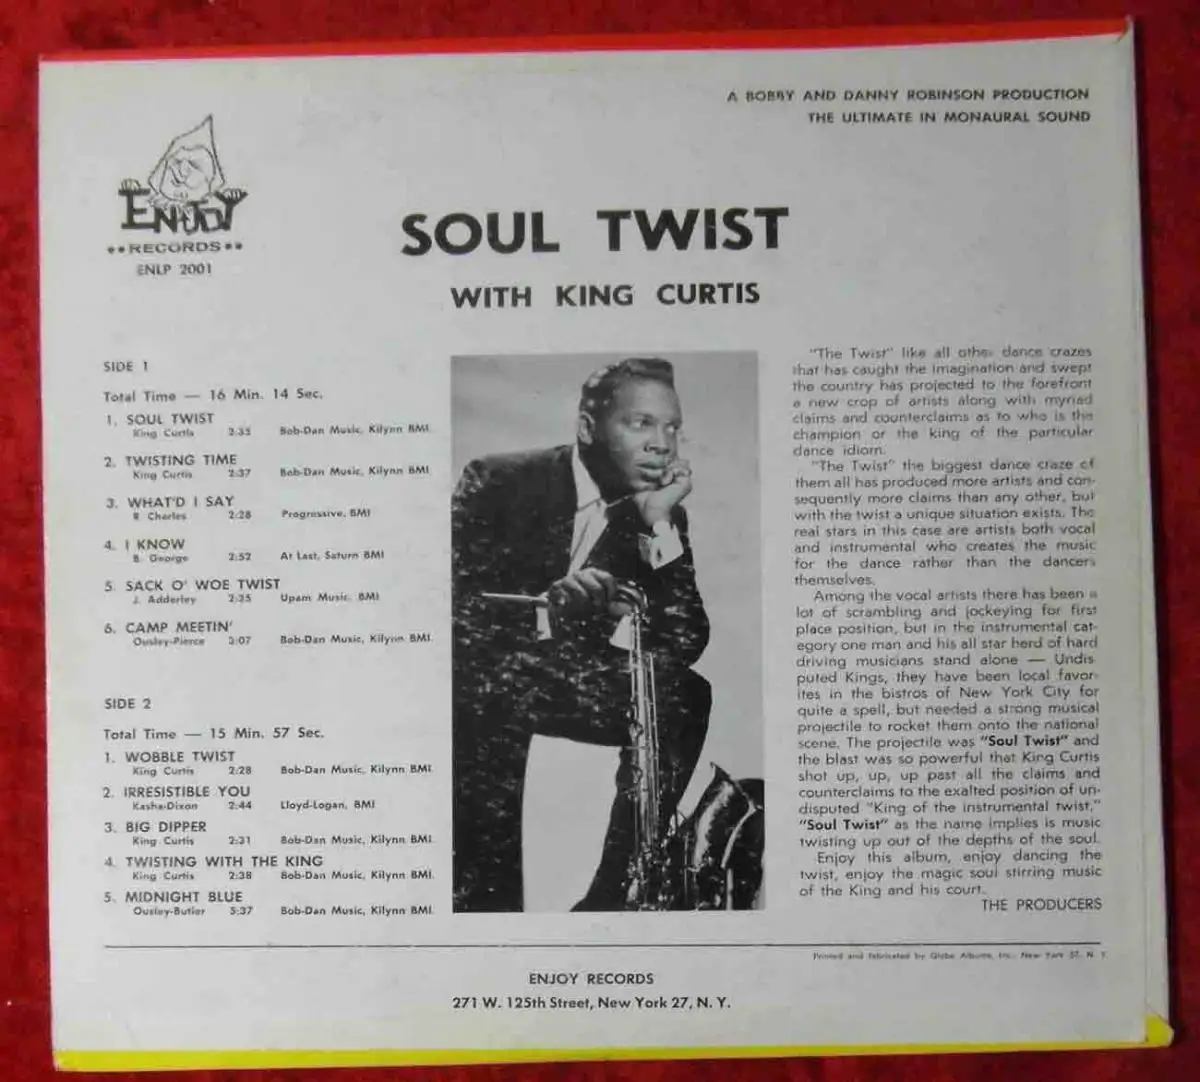 A BOBBY AND DANNY ROBINSON PRODUCTION
THE ULTIMATE IN MONAURAL SOUND
ENJOY
••RECORDS••
ENLP 2001
SOUL TWIST
WITH KING CURTIS
SIDE 1
Total Time — 16 Min. 14 Sec.
1. SOUL TWIST
King Curtis 2:35 Bob-Dan Music, Kilynn BMI.
2. TWISTING TIME
King Curtis 2:37 Bob-Dan Music, Kilynn BMI
3. WHAT'D I SAY
R. Charles 2:28 Progressive, BMI
4. I KNOW
B. George 2:52 At Last, Saturn BMI
5. SACK O' WOE TWIST
J. Adderley 2:35 Upam Music, BMI
6. CAMP MEETIN'
Ousley-Pierce 3:07 Bob-Dan Music, Kilynn BMI.
SIDE 2
Total Time — 15 Min. 57 Sec.
1. WOBBLE TWIST
King Curtis 2:28 Bob-Dan Music, Kilynn BMI.
2. IRRESISTIBLE YOU
Kasha-Dixon 2:44 Lloyd-Logan, BMI
3. BIG DIPPER
King Curtis 2:31 Bob-Dan Music, Kilynn BMI.
4. TWISTING WITH THE KING
King Curtis 2:38 Bob-Dan Music, Kilynn BMI.
5. MIDNIGHT BLUE
Ousley-Butler 5:37 Bob-Dan Music, Kilynn BMI.
"The Twist" like all other dance crazes
that has caught the imagination and swept
the country has projected to the forefront
a new crop of artists along with myriad
claims and counterclaims as to who is the
champion or the king of the particular
dance idiom.
"The Twist" the biggest dance craze of
them all has produced more artists and con-
sequently more claims than any other, but
with the twist a unique situation exists. The
real stars in this case are artists both vocal
and instrumental who creates the music
for the dance rather than the dancers
themselves.
Among the vocal artists there has been a
lot of scrambling and jockeying for first
place position, but in the instrumental cat-
egory one man and his all star herd of hard
driving musicians stand alone — Undis-
puted Kings, they have been local favor-
ites in the bistros of New York City for
quite a spell, but needed a strong musical
projectile to rocket them onto the national
scene. The projectile was "Soul Twist" and
the blast was so powerful that King Curtis
shot up, up, up past all the claims and
counterclaims to the exalted position of un-
disputed "King of the instrumental twist."
"Soul Twist" as the name implies is music
twisting up out of the depths of the soul.
Enjoy this album, enjoy dancing the
twist, enjoy the magic soul stirring music
of the King and his court.
THE PRODUCERS
Printed and fabricated by Globe Albums, Inc., New York 57, N. Y.
ENJOY RECORDS
271 W. 125th Street, New York 27, N. Y.